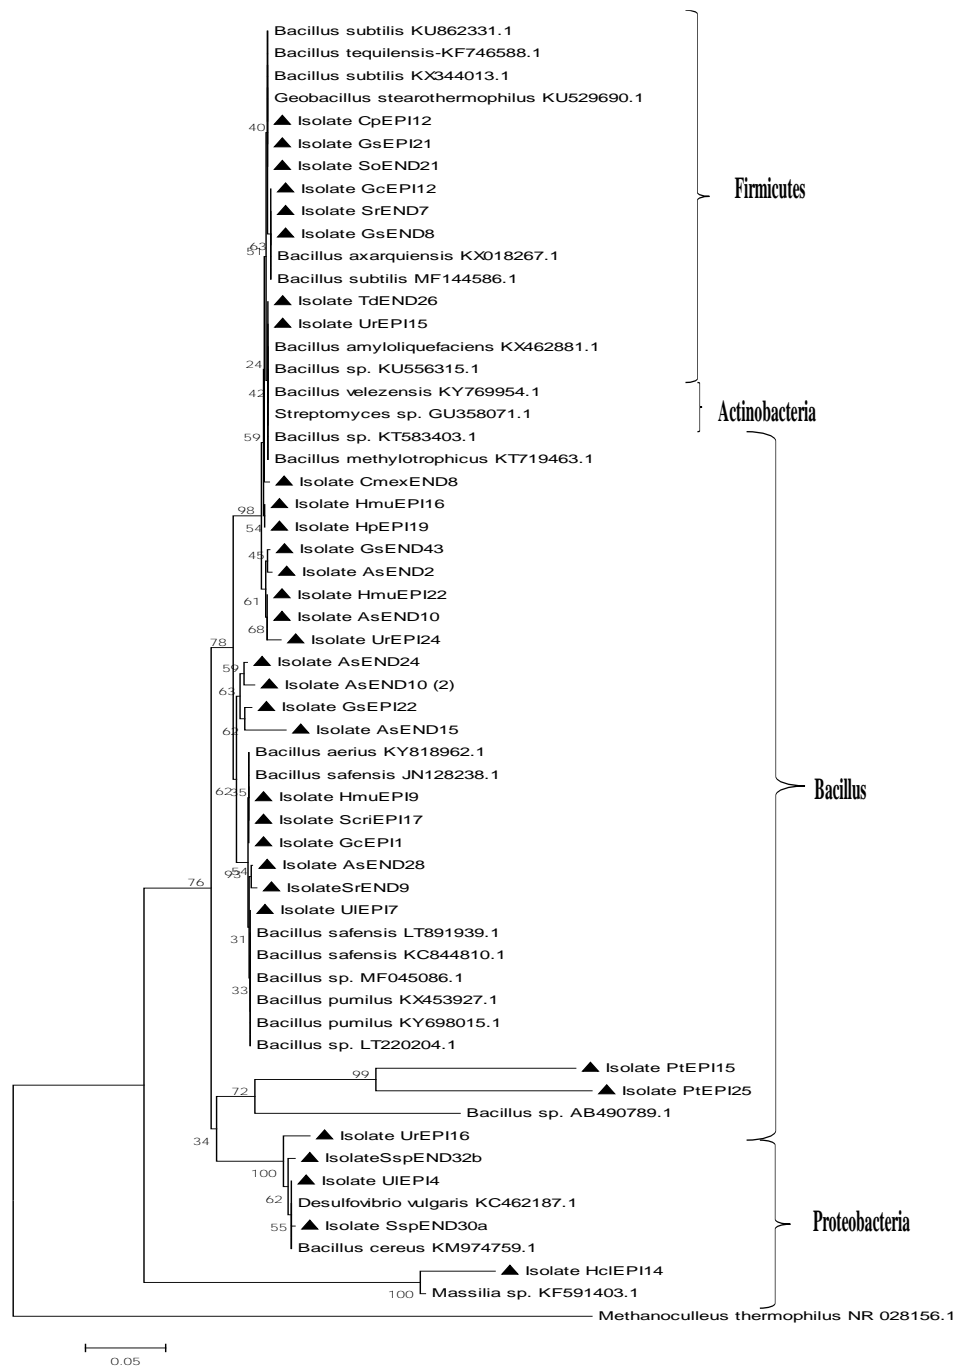 Bacillus subtilis KU862331.1
Bacillus tequilensis-KF746588.1
Bacillus subtilis KX344013.1
Geobacillus stearothermophilus KU529690.1
Isolate CpEPI12
40
Isolate GsEPI21
Isolate SoEND21
Isolate GcEPI12
Firmicutes
Isolate SrEND7
Isolate GsEND8
63
51
Bacillus axarquiensis KX018267.1
Bacillus subtilis MF144586.1
Isolate TdEND26
Isolate UrEPI15
Bacillus amyloliquefaciens KX462881.1
24
Bacillus sp. KU556315.1
42
Bacillus velezensis KY769954.1
Streptomyces sp. GU358071.1
Actinobacteria
59
Bacillus sp. KT583403.1
Bacillus methylotrophicus KT719463.1
Isolate CmexEND8
Isolate HmuEPI16
98
54
Isolate HpEPI19
Isolate GsEND43
45
Isolate AsEND2
Isolate HmuEPI22
61
Isolate AsEND10
68
Isolate UrEPI24
78
Isolate AsEND24
59
Isolate AsEND10 (2)
63
Isolate GsEPI22
62
Isolate AsEND15
Bacillus aerius KY818962.1
Bacillus safensis JN128238.1
62
35
Isolate HmuEPI9
Bacillus
Isolate ScriEPI17
Isolate GcEPI1
Isolate AsEND28
93
54
76
IsolateSrEND9
Isolate UIEPI7
Bacillus safensis LT891939.1
31
Bacillus safensis KC844810.1
Bacillus sp. MF045086.1
33
Bacillus pumilus KX453927.1
Bacillus pumilus KY698015.1
Bacillus sp. LT220204.1
Isolate PtEPI15
99
Isolate PtEPI25
72
Bacillus sp. AB490789.1
Isolate UrEPI16
34
IsolateSspEND32b
100
Isolate UIEPI4
62
Desulfovibrio vulgaris KC462187.1
Isolate SspEND30a
Proteobacteria
55
Bacillus cereus KM974759.1
Isolate HclEPI14
100
Massilia sp. KF591403.1
Methanoculleus thermophilus NR 028156.1
0.05